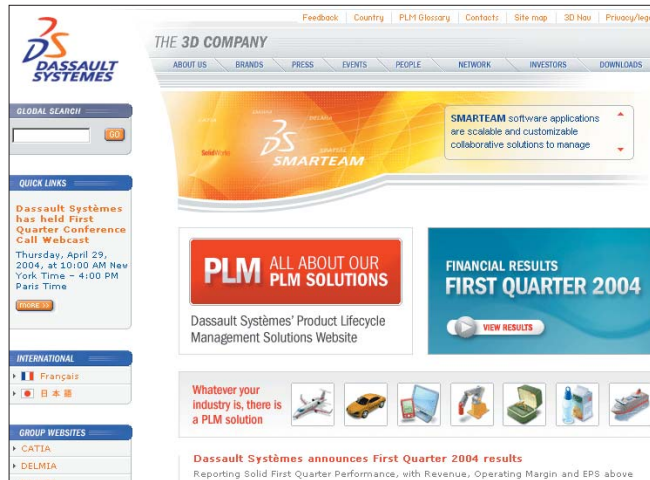 Feedback Country PLM Glossary Contacts Site map 3D Nav Privacy/leg
3DS
DASSAULT
SYSTEMES
THE 3D COMPANY
ABOUT US BRANDS PRESS EVENTS PEOPLE NETWORK INVESTORS DOWNLOADS
GLOBAL SEARCH
GO
SolidWorks
3DS
SMARTEAM
SMARTEAM software applications
are scalable and customizable
collaborative solutions to manage
QUICK LINKS
Dassault Systèmes
has held First
Quarter Conference
Call Webcast
Thursday, April 29,
2004, at 10:00 AM New
York Time - 4:00 PM
Paris Time
MORE >>
PLM ALL ABOUT OUR
PLM SOLUTIONS
Dassault Systèmes' Product Lifecycle
Management Solutions Website
FINANCIAL RESULTS
FIRST QUARTER 2004
VIEW RESULTS
INTERNATIONAL
Français
日本語
Whatever your
industry is, there is
a PLM solution
GROUP WEBSITES
CATIA
DELMIA
Dassault Systèmes announces First Quarter 2004 results
Reporting Solid First Quarter Performance, with Revenue, Operating Margin and EPS above